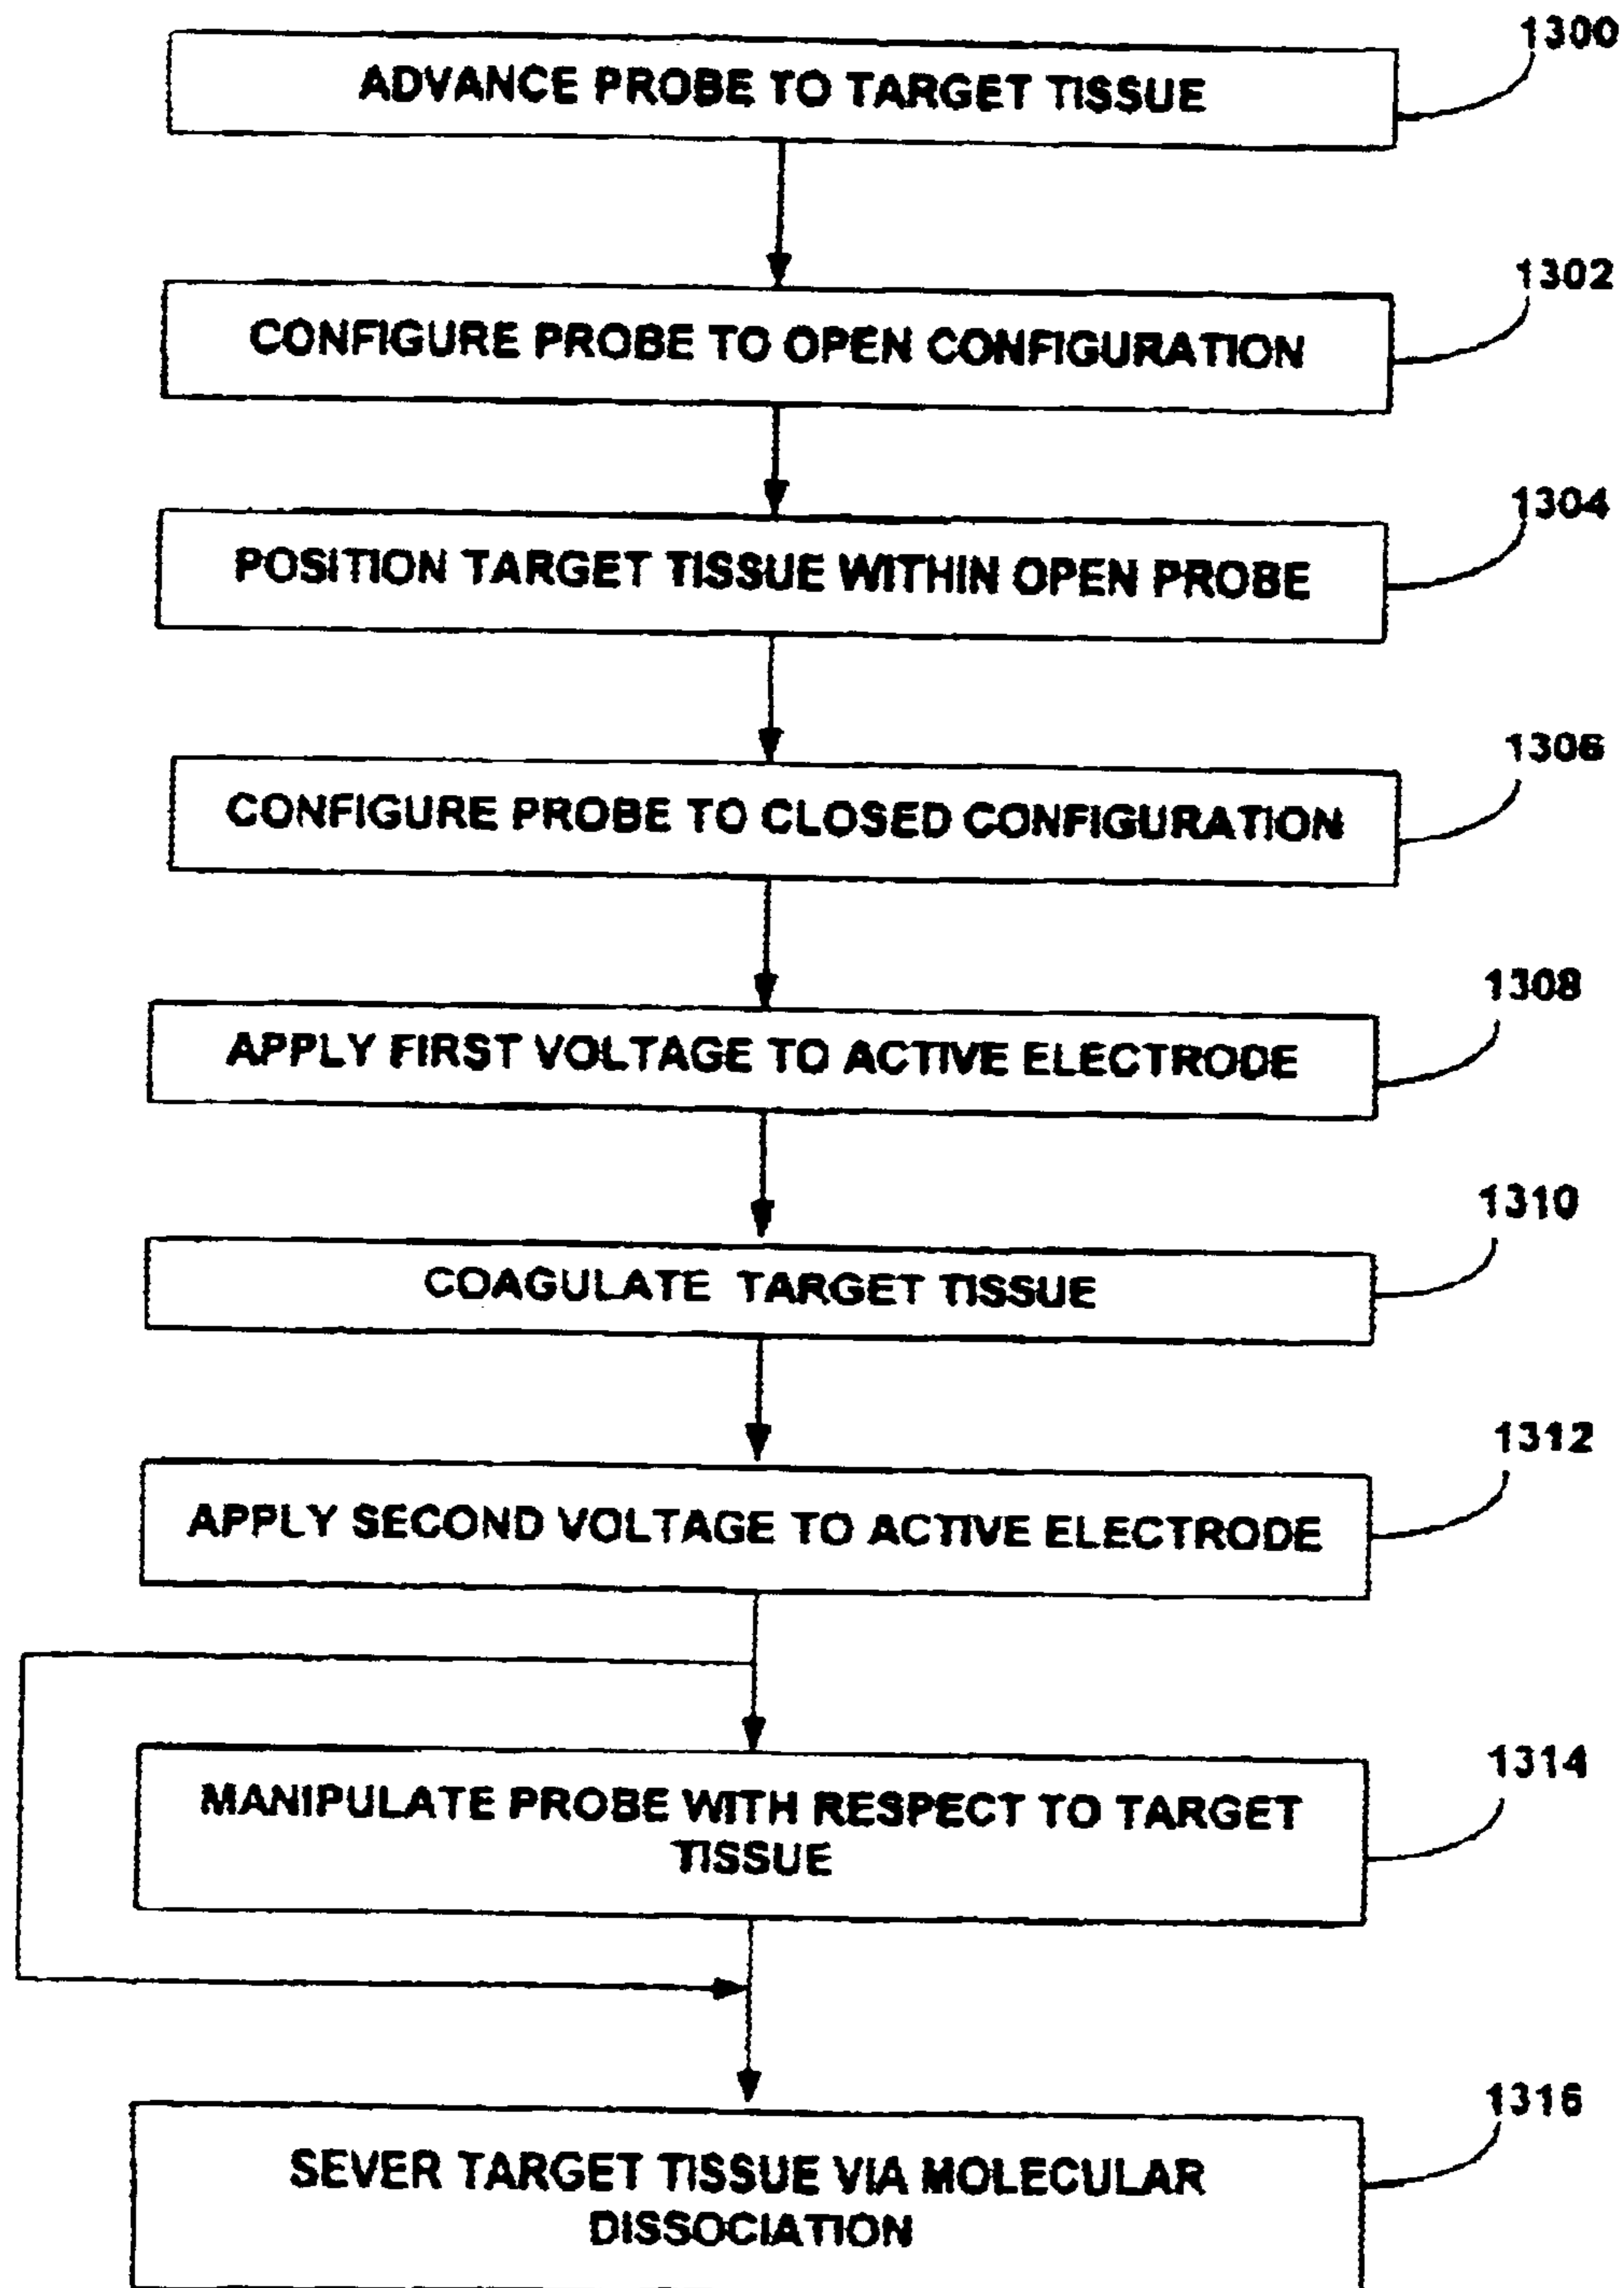 1300
ADVANCE PROBE TO TARGET TISSUE
1302
CONFIGURE PROBE TO OPEN CONFIGURATION
1304
POSITION TARGET TISSUE WITHIN OPEN PROBE
1306
CONFIGURE PROBE TO CLOSED CONFIGURATION
1308
APPLY FIRST VOLTAGE TO ACTIVE ELECTRODE
1310
COAGULATE TARGET TISSUE
1312
APPLY SECOND VOLTAGE TO ACTIVE ELECTRODE
1314
MANIPULATE PROBE WITH RESPECT TO TARGET
TISSUE
1316
SEVER TARGET TISSUE VIA MOLECULAR
DISSOCIATION